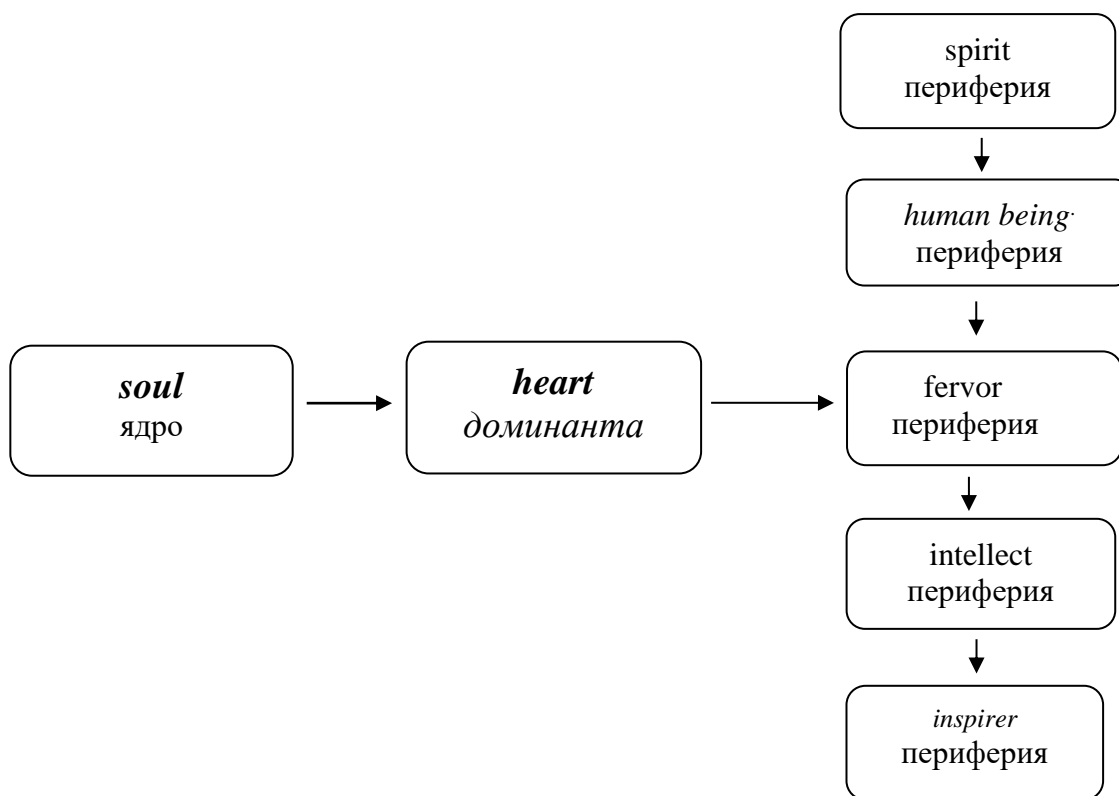 spirit
периферия
human being.
периферия
soul
ядро
heart
доминанта
fervor
периферия
intellect
периферия
inspirer
периферия